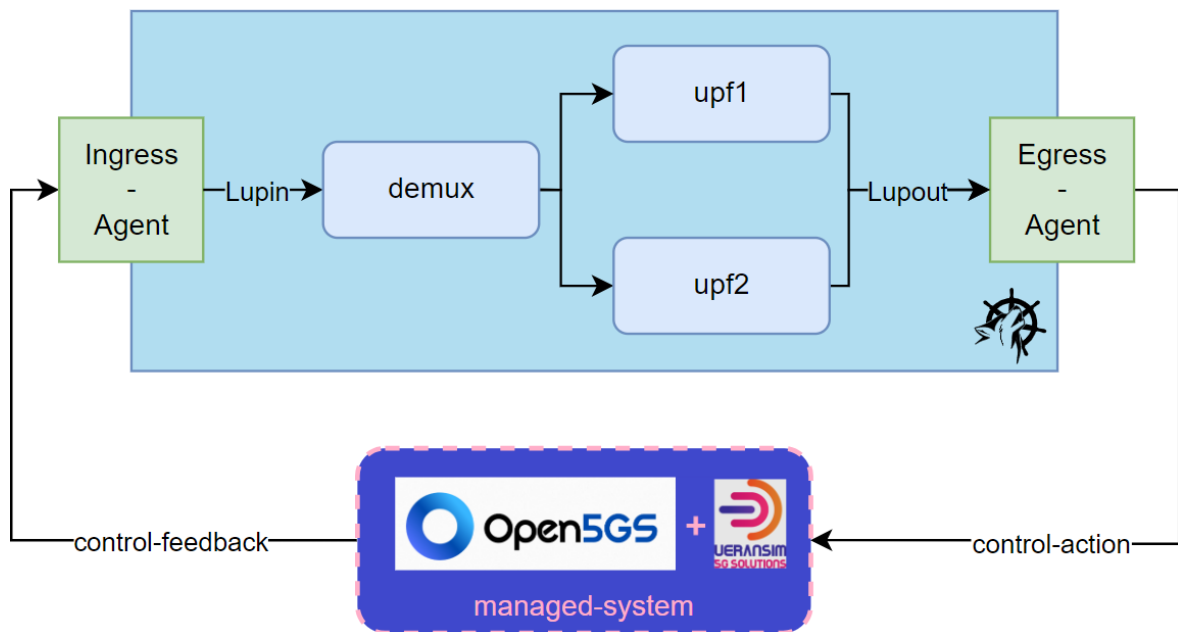 upf1
Ingress
-
Agent
Lupin
demux
Lupout
Egress
-
Agent
upf2
Open5GS
+
UERANSIM
5G SOLUTIONS
control-feedback
control-action
managed-system